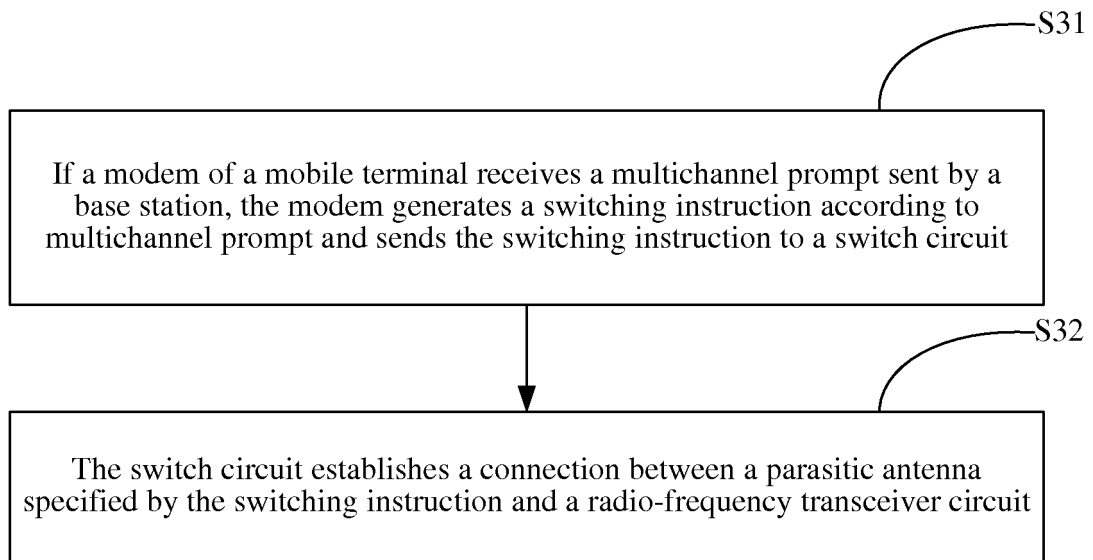 S31
If a modem of a mobile terminal receives a multichannel prompt sent by a
base station, the modem generates a switching instruction according to
multichannel prompt and sends the switching instruction to a switch circuit
S32
The switch circuit establishes a connection between a parasitic antenna
specified by the switching instruction and a radio-frequency transceiver circuit